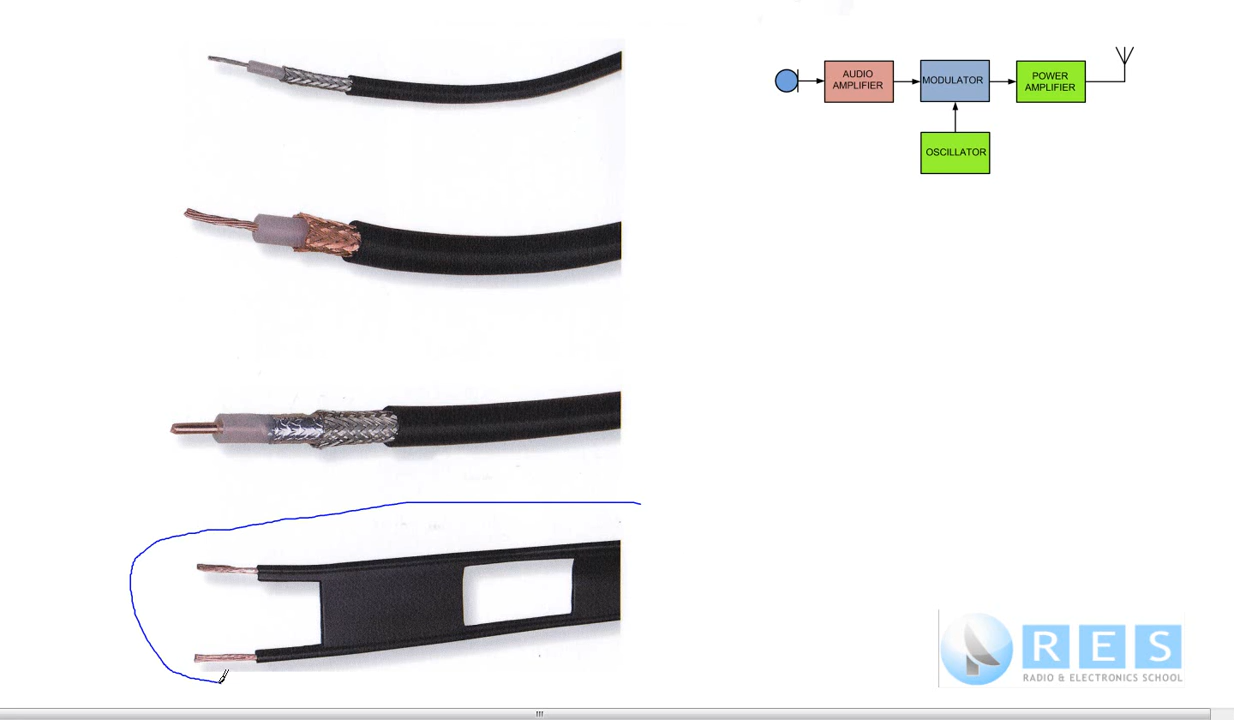 AUDIO
AMPLIFIER
MODULATOR
POWER
AMPLIFIER
OSCILLATOR
RES
RADIO & ELECTRONICS SCHOOL